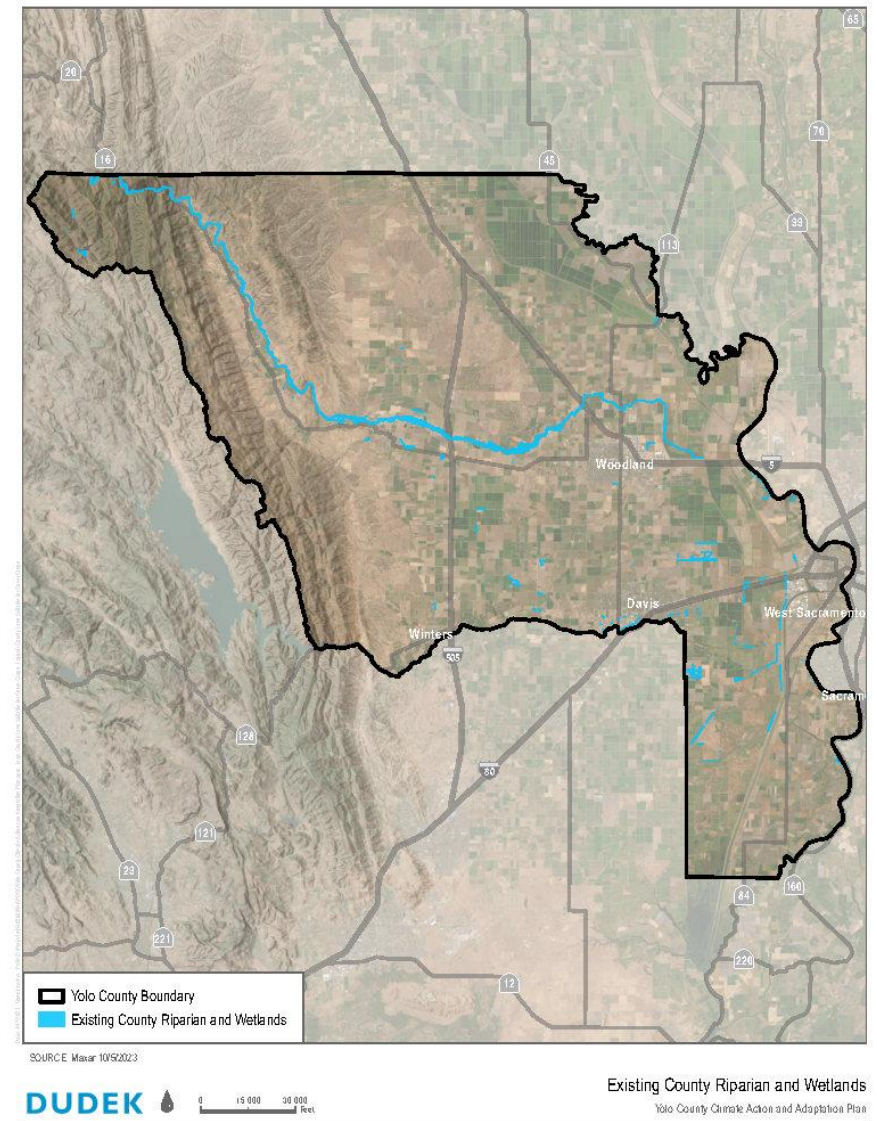 65
20
70
16
45
99
113
Woodland
5
Davis
West Sacramento
Winters
505
Sacram
128
80
121
29
84
160
221
220
12
Yolo County Boundary
Existing County Riparian and Wetlands
SOURCE: Maxar 10/5/2023
DUDEK
0 15,000 30,000
Feet
Existing County Riparian and Wetlands
Yolo County Climate Action and Adaptation Plan